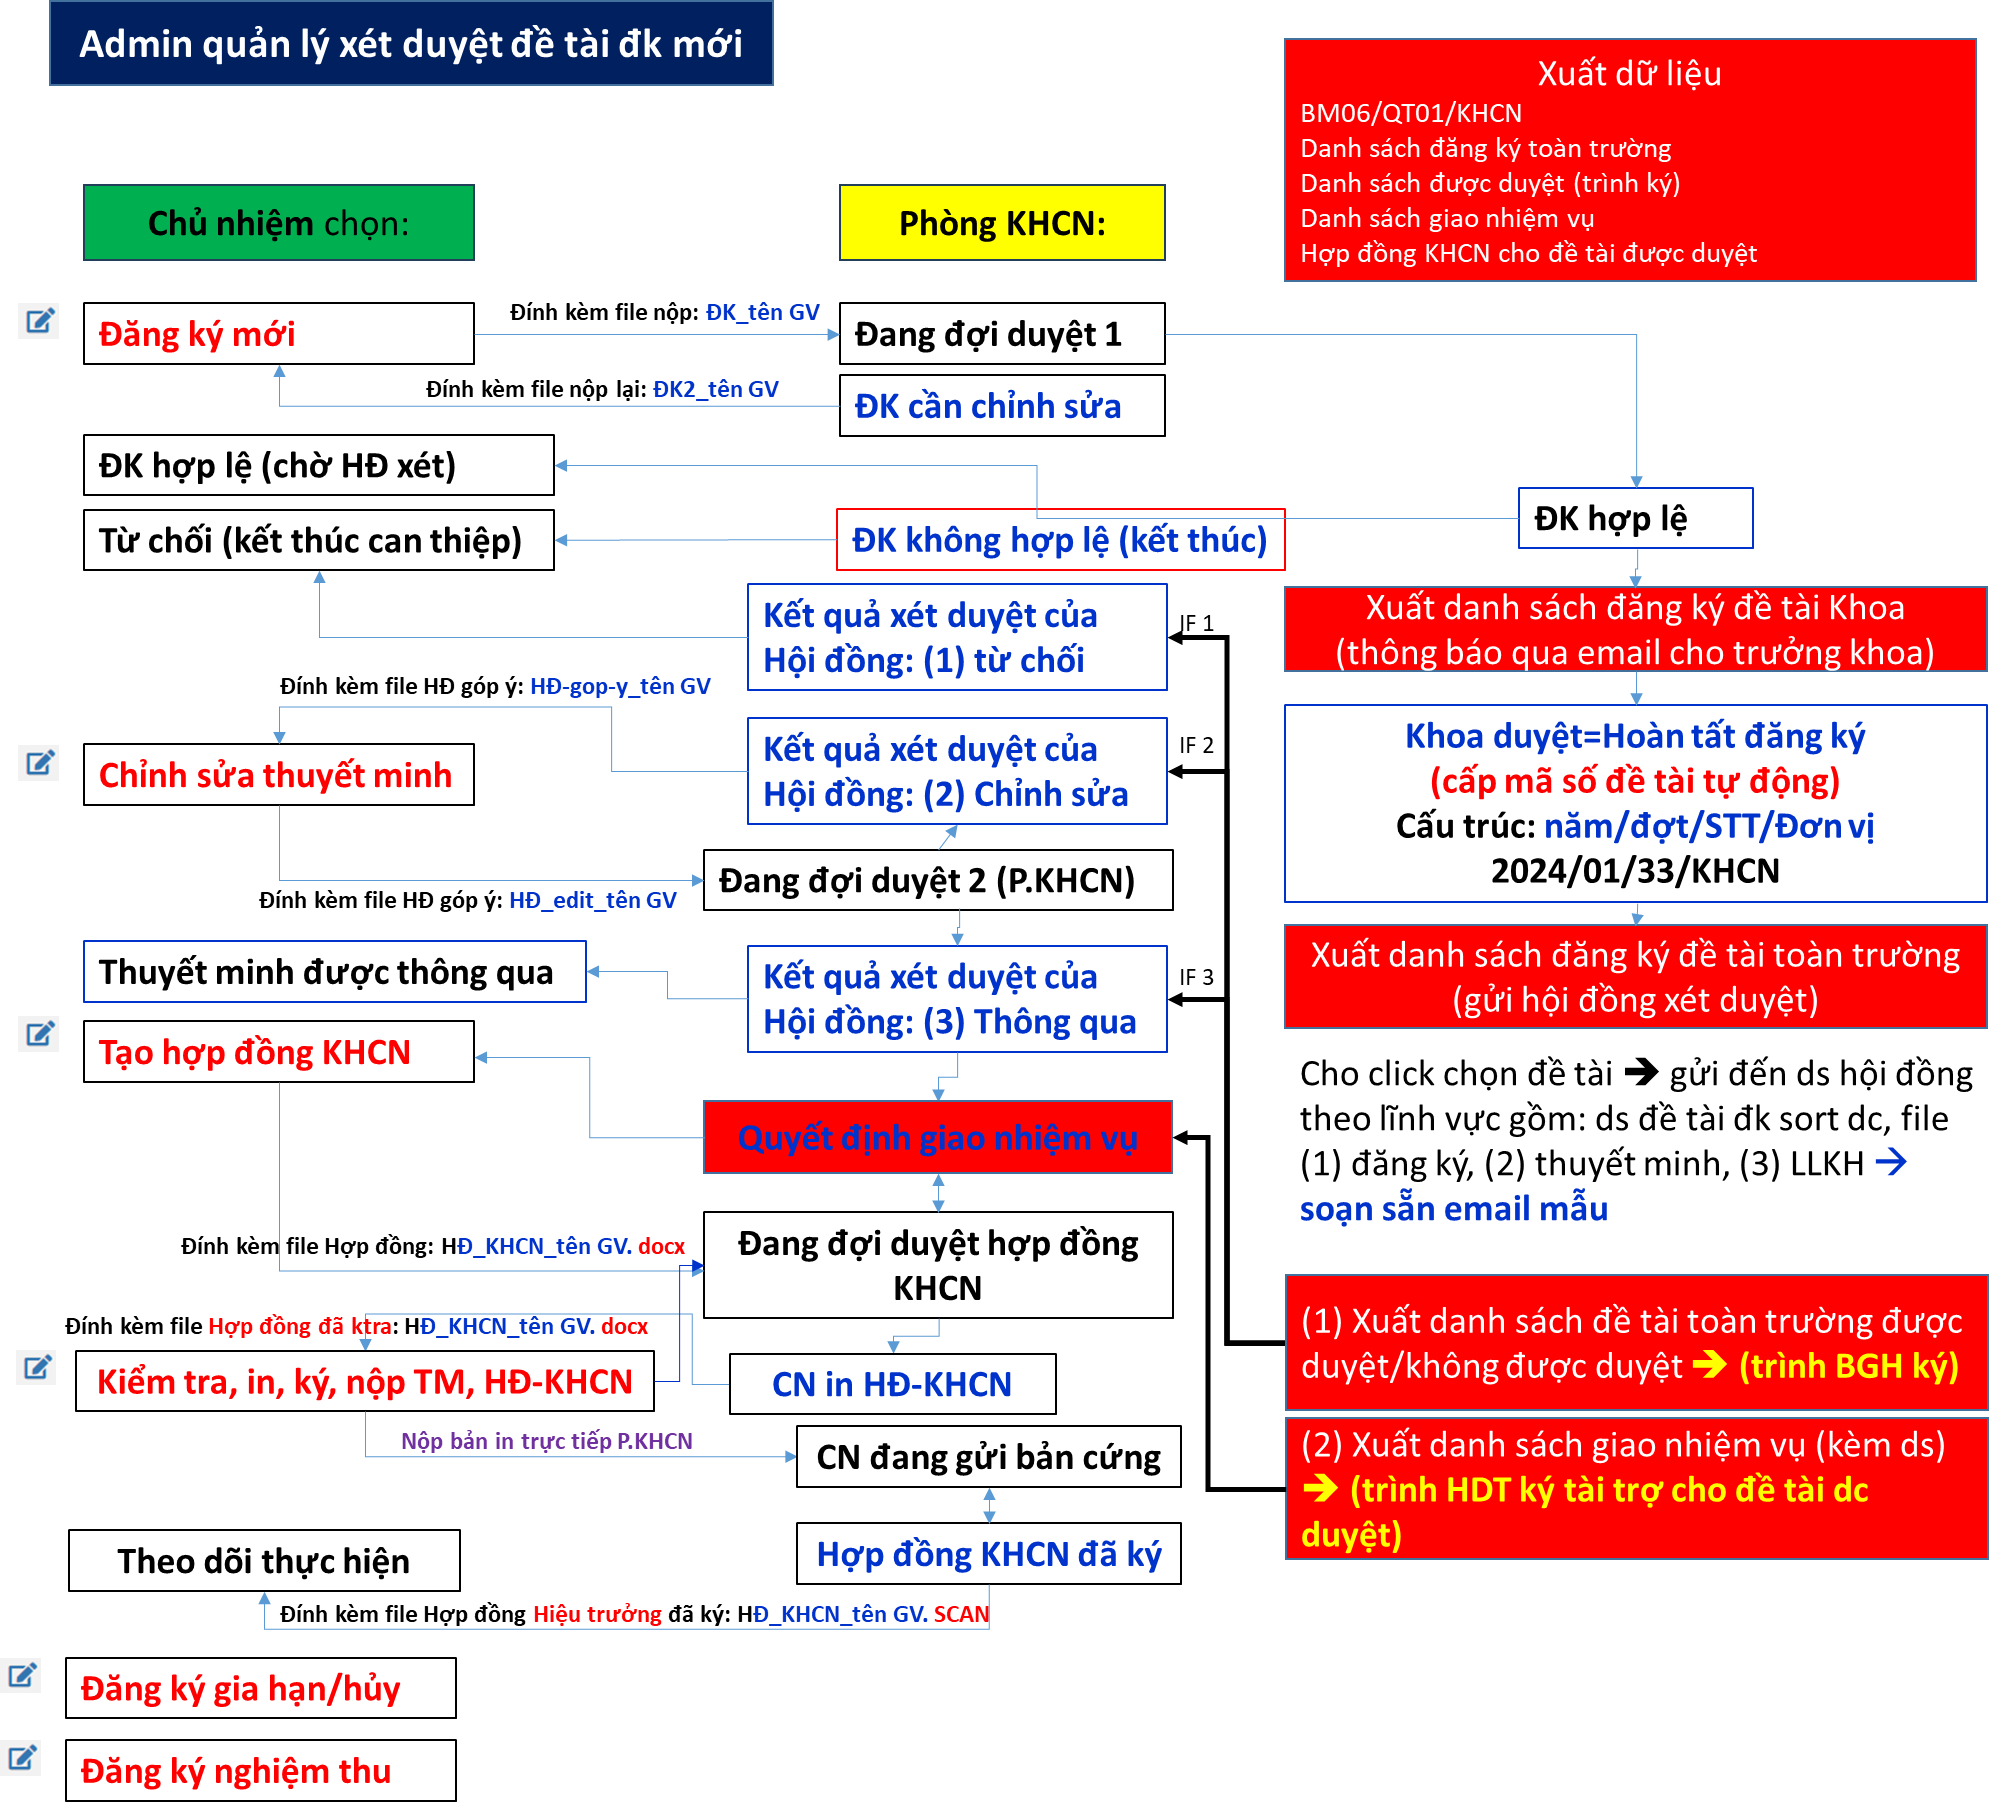 Admin quản lý xét duyệt đề tài đk mới
Xuất dữ liệu
BM06/QT01/KHCN
Danh sách đăng ký toàn trường
Danh sách được duyệt (trình ký)
Danh sách giao nhiệm vụ
Hợp đồng KHCN cho đề tài được duyệt
Chủ nhiệm chọn:
Phòng KHCN:
Đính kèm file nộp: ĐK_tên GV
Đăng ký mới
Đang đợi duyệt 1
Đính kèm file nộp lại: ĐK2_tên GV
ĐK cần chỉnh sửa
ĐK hợp lệ (chờ HĐ xét)
ĐK hợp lệ
Từ chối (kết thúc can thiệp)
ĐK không hợp lệ (kết thúc)
Kết quả xét duyệt của
Hội đồng: (1) từ chối
IF 1
Xuất danh sách đăng ký đề tài Khoa
(thông báo qua email cho trưởng khoa)
Đính kèm file HĐ góp ý: HĐ-gop-y_tên GV
Kết quả xét duyệt của
Hội đồng: (2) Chỉnh sửa
IF 2
Khoa duyệt=Hoàn tất đăng ký
(cấp mã số đề tài tự động)
Cấu trúc: năm/đợt/STT/Đơn vị
2024/01/33/KHCN
Chỉnh sửa thuyết minh
Đang đợi duyệt 2 (P.KHCN)
Đính kèm file HĐ góp ý: HĐ_edit_tên GV
Thuyết minh được thông qua
Kết quả xét duyệt của
Hội đồng: (3) Thông qua
IF 3
Xuất danh sách đăng ký đề tài toàn trường
(gửi hội đồng xét duyệt)
Tạo hợp đồng KHCN
Cho click chọn đề tài 🡺 gửi đến ds hội đồng
theo lĩnh vực gồm: ds đề tài đk sort dc, file
(1) đăng ký, (2) thuyết minh, (3) LLKH →
soạn sẵn email mẫu
Quyết định giao nhiệm vụ
Đính kèm file Hợp đồng: HĐ_KHCN_tên GV. docx
Đang đợi duyệt hợp đồng
KHCN
Đính kèm file Hợp đồng đã ktra: HĐ_KHCN_tên GV. docx
(1) Xuất danh sách đề tài toàn trường được
duyệt/không được duyệt 🡺 (trình BGH ký)
Kiểm tra, in, ký, nộp TM, HĐ-KHCN
CN in HĐ-KHCN
Nộp bản in trực tiếp P.KHCN
CN đang gửi bản cứng
(2) Xuất danh sách giao nhiệm vụ (kèm ds)
🡺 (trình HDT ký tài trợ cho đề tài dc
duyệt)
Theo dõi thực hiện
Hợp đồng KHCN đã ký
Đính kèm file Hợp đồng Hiệu trưởng đã ký: HĐ_KHCN_tên GV. SCAN
Đăng ký gia hạn/hủy
Đăng ký nghiệm thu